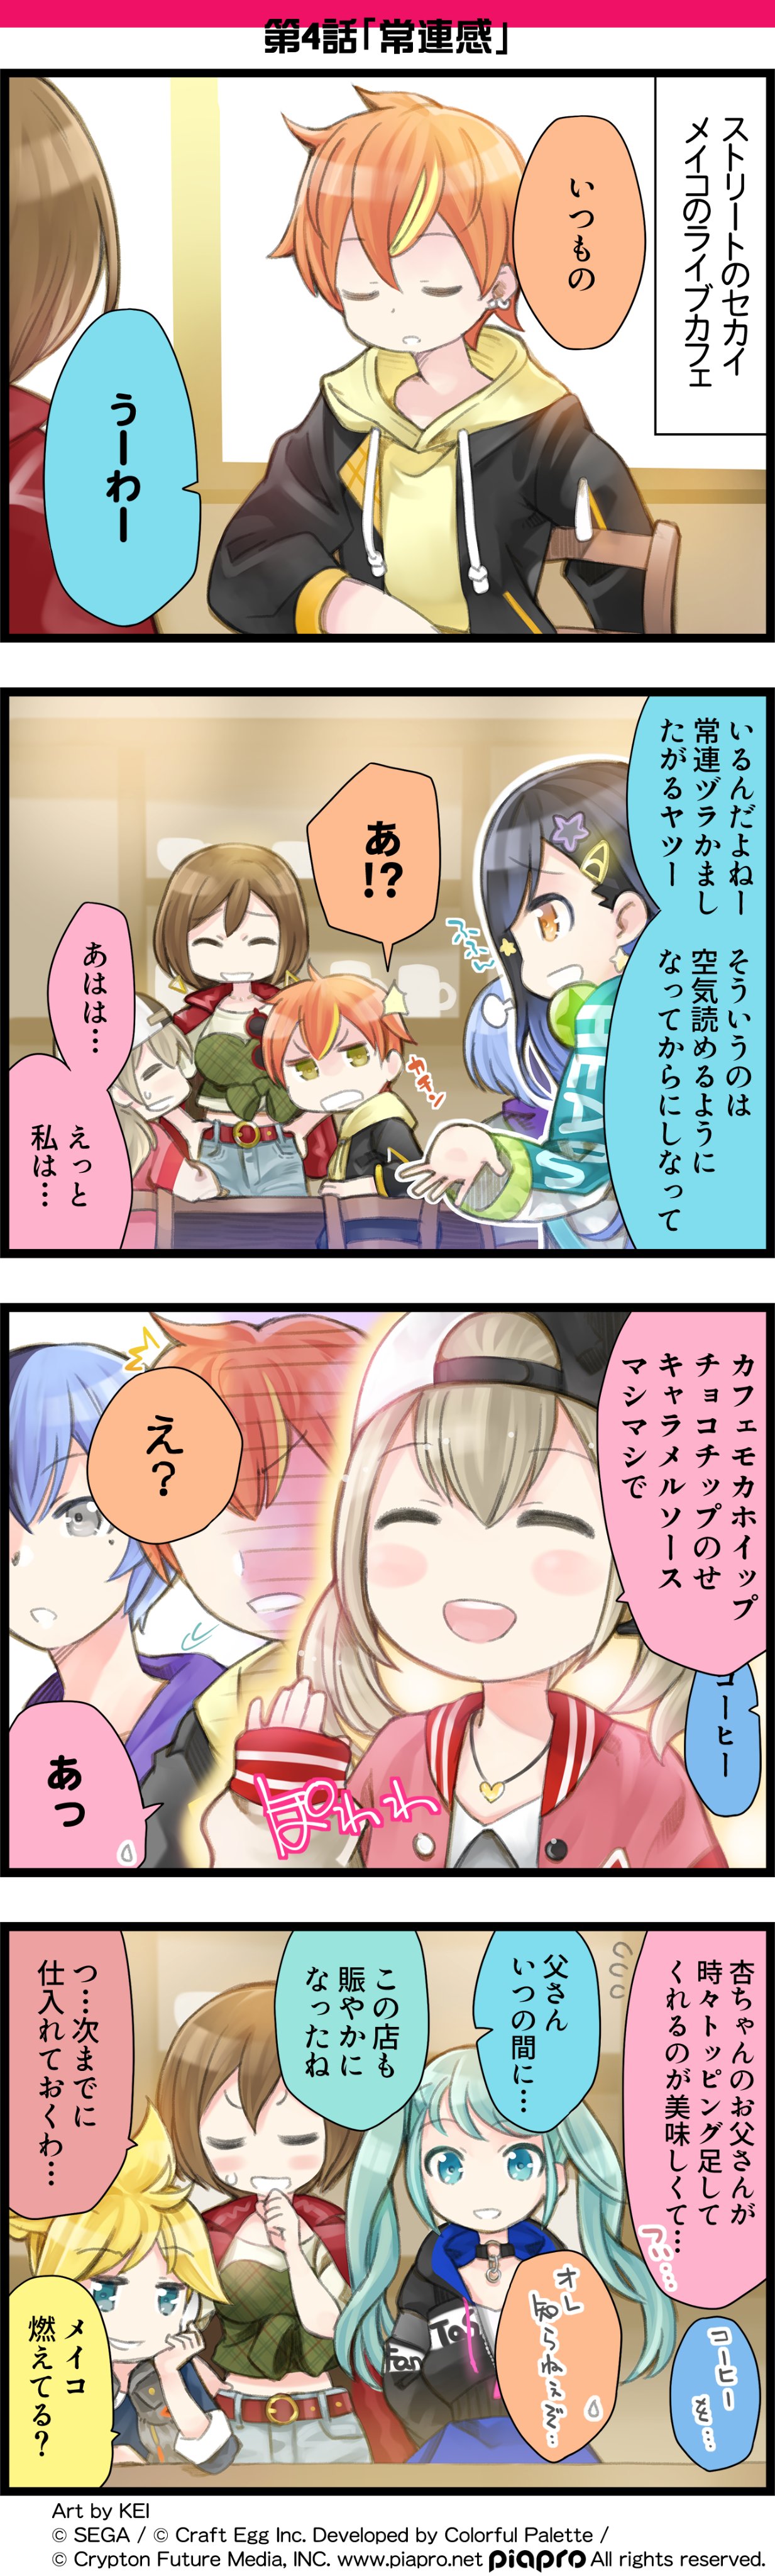 第4話「常連感」
ストリートのセカイ
メイコのライブカフェ
いつもの
うーわー
いるんだよねー
常連ヅラかまし
たがるヤツー
そういうのは
空気読めるように
なってからにしなって
ふふん
あ!?
カチン
HEA'S
あはは…
えっと
私は…
カフェモカホイップ
チョコチップのせ
キャラメルソース
マシマシで
コーヒー
え?
ぽわわ
あっ
杏ちゃんのお父さんが
時々トッピング足して
くれるのが美味しくて…
つい…
コーヒー
を…
父さん
いつの間に…
オレ
知らねぇぞ…
この店も
賑やかに
なったね
つ…次までに
仕入れておくわ…
メイコ
燃えてる?
Fan
Art by KEI
© SEGA / © Craft Egg Inc. Developed by Colorful Palette /
© Crypton Future Media, INC. www.piapro.net piapro All rights reserved.